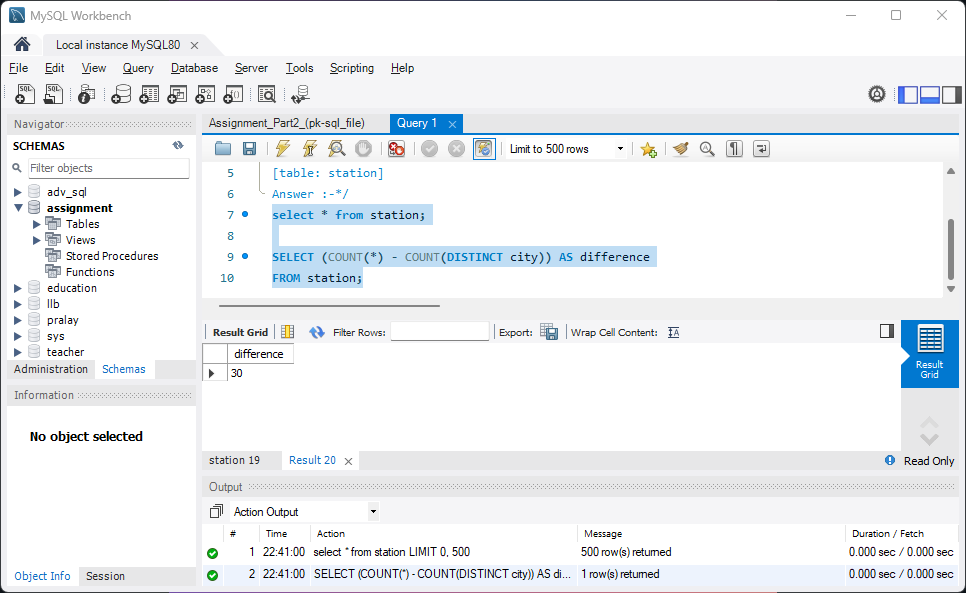 MySQL Workbench
Local instance MySQL80
File Edit View Query Database Server Tools Scripting Help
Navigator
SCHEMAS
Filter objects
adv_sql
assignment
Tables
Views
Stored Procedures
Functions
education
llb
pralay
sys
teacher
Administration Schemas
Information
No object selected
Object Info Session
Assignment_Part2_(pk-sql_file) Query 1
Limit to 500 rows
5 [table: station]
6 Answer :-*/
7 select * from station;
8
9 SELECT (COUNT(*) - COUNT(DISTINCT city)) AS difference
10 FROM station;
Result Grid Filter Rows: Export: Wrap Cell Content:
difference
30
Result Grid
station 19 Result 20 Read Only
Output
Action Output
# Time Action Message Duration / Fetch
1 22:41:00 select * from station LIMIT 0, 500 500 row(s) returned 0.000 sec / 0.000 sec
2 22:41:00 SELECT (COUNT(*) - COUNT(DISTINCT city)) AS di... 1 row(s) returned 0.000 sec / 0.000 sec